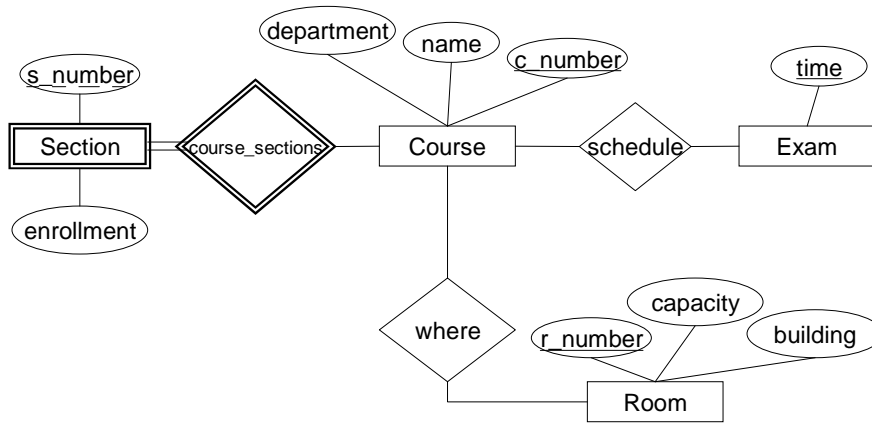 department
name
c_number
s_number
time
Section
course_sections
Course
schedule
Exam
enrollment
where
capacity
r_number
building
Room